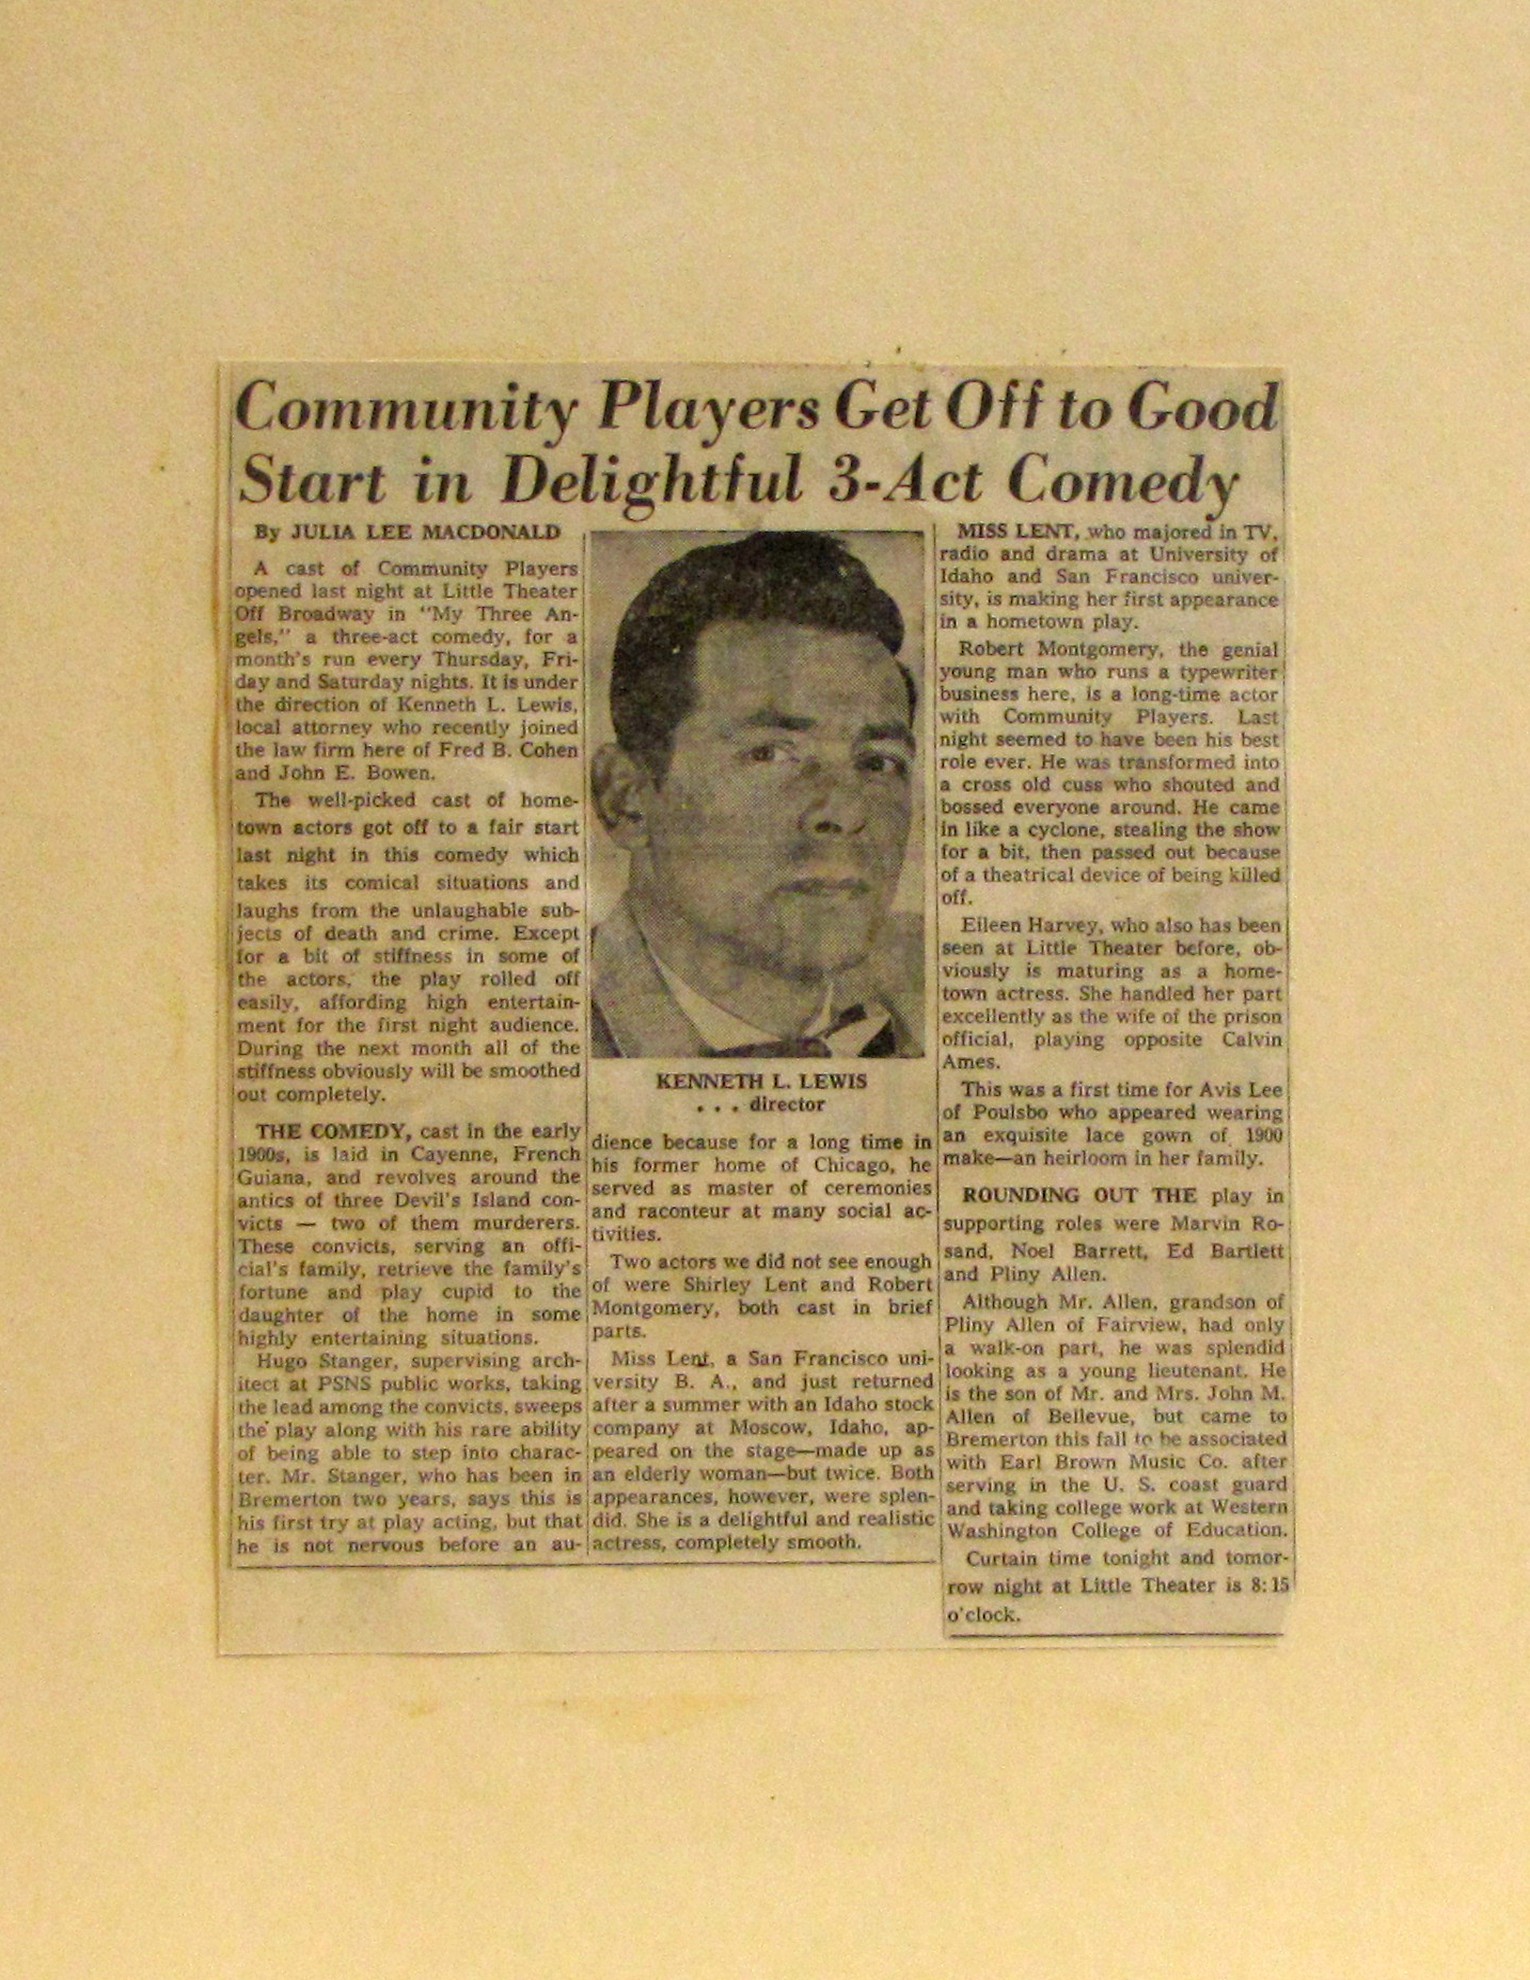 Community Players Get Off to Good
Start in Delightful 3-Act Comedy
By JULIA LEE MACDONALD
A cast of Community Players
opened last night at Little Theater
Off Broadway in "My Three An-
gels," a three-act comedy, for a
month's run every Thursday, Fri-
day and Saturday nights. It is under
the direction of Kenneth L. Lewis,
local attorney who recently joined
the law firm here of Fred B. Cohen
and John E. Bowen.
The well-picked cast of home-
town actors got off to a fair start
last night in this comedy which
takes its comical situations and
laughs from the unlaughable sub-
jects of death and crime. Except
for a bit of stiffness in some of
the actors, the play rolled off
easily, affording high entertain-
ment for the first night audience.
During the next month all of the
stiffness obviously will be smoothed
out completely.
THE COMEDY, cast in the early
1900s, is laid in Cayenne, French
Guiana, and revolves around the
antics of three Devil's Island con-
victs — two of them murderers.
These convicts, serving an offi-
cial's family, retrieve the family's
fortune and play cupid to the
daughter of the home in some
highly entertaining situations.
Hugo Stanger, supervising arch-
itect at PSNS public works, taking
the lead among the convicts, sweeps
the play along with his rare ability
of being able to step into charac-
ter. Mr. Stanger, who has been in
Bremerton two years, says this is
his first try at play acting, but that
he is not nervous before an au-
KENNETH L. LEWIS
. . . director
dience because for a long time in
his former home of Chicago, he
served as master of ceremonies
and raconteur at many social ac-
tivities.
Two actors we did not see enough
of were Shirley Lent and Robert
Montgomery, both cast in brief
parts.
Miss Lent, a San Francisco uni-
versity B. A., and just returned
after a summer with an Idaho stock
company at Moscow, Idaho, ap-
peared on the stage—made up as
an elderly woman—but twice. Both
appearances, however, were splen-
did. She is a delightful and realistic
actress, completely smooth.
MISS LENT, who majored in TV,
radio and drama at University of
Idaho and San Francisco univer-
sity, is making her first appearance
in a hometown play.
Robert Montgomery, the genial
young man who runs a typewriter
business here, is a long-time actor
with Community Players. Last
night seemed to have been his best
role ever. He was transformed into
a cross old cuss who shouted and
bossed everyone around. He came
in like a cyclone, stealing the show
for a bit, then passed out because
of a theatrical device of being killed
off.
Eileen Harvey, who also has been
seen at Little Theater before, ob-
viously is maturing as a home-
town actress. She handled her part
excellently as the wife of the prison
official, playing opposite Calvin
Ames.
This was a first time for Avis Lee
of Poulsbo who appeared wearing
an exquisite lace gown of 1900
make—an heirloom in her family.
ROUNDING OUT THE play in
supporting roles were Marvin Ro-
sand, Noel Barrett, Ed Bartlett
and Pliny Allen.
Although Mr. Allen, grandson of
Pliny Allen of Fairview, had only
a walk-on part, he was splendid
looking as a young lieutenant. He
is the son of Mr. and Mrs. John M.
Allen of Bellevue, but came to
Bremerton this fall to be associated
with Earl Brown Music Co. after
serving in the U. S. coast guard
and taking college work at Western
Washington College of Education.
Curtain time tonight and tomor-
row night at Little Theater is 8:15
o'clock.